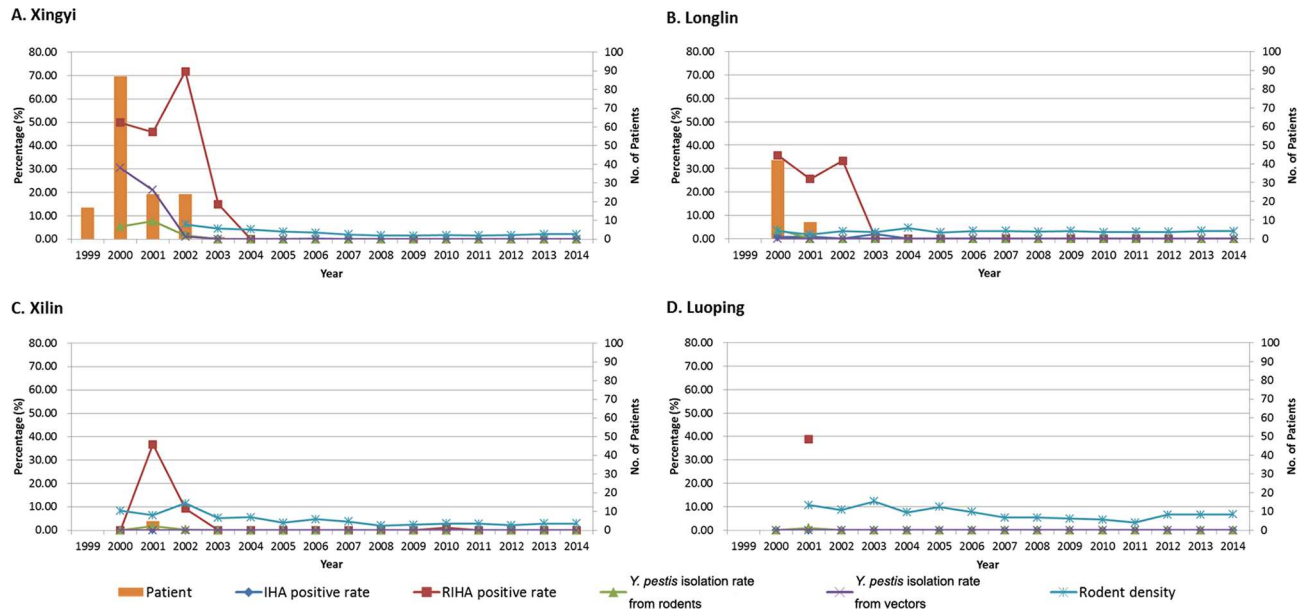 A. Xingyi
80.00
70.00
60.00
50.00
40.00
30.00
20.00
10.00
0.00
Percentage (%)
100
90
80
70
60
50
40
30
20
10
0
No. of Patients
1999 2000 2001 2002 2003 2004 2005 2006 2007 2008 2009 2010 2011 2012 2013 2014
Year
B. Longlin
80.00
70.00
60.00
50.00
40.00
30.00
20.00
10.00
0.00
Percentage (%)
100
90
80
70
60
50
40
30
20
10
0
No. of Patients
1999 2000 2001 2002 2003 2004 2005 2006 2007 2008 2009 2010 2011 2012 2013 2014
Year
C. Xilin
80.00
70.00
60.00
50.00
40.00
30.00
20.00
10.00
0.00
Percentage (%)
100
90
80
70
60
50
40
30
20
10
0
No. of Patients
1999 2000 2001 2002 2003 2004 2005 2006 2007 2008 2009 2010 2011 2012 2013 2014
Year
D. Luoping
80.00
70.00
60.00
50.00
40.00
30.00
20.00
10.00
0.00
Percentage (%)
100
90
80
70
60
50
40
30
20
10
0
No. of Patients
1999 2000 2001 2002 2003 2004 2005 2006 2007 2008 2009 2010 2011 2012 2013 2014
Year
Patient
IHA positive rate
RIHA positive rate
Y. pestis isolation rate
from rodents
Y. pestis isolation rate
from vectors
Rodent density